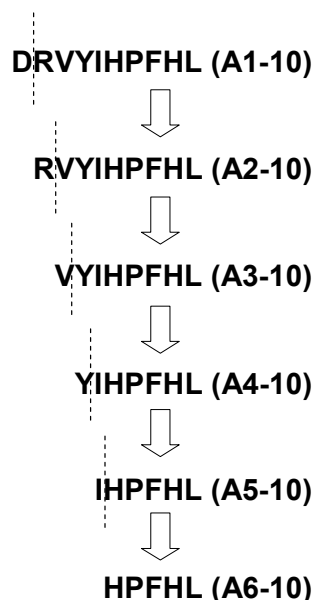 DRVYIHPFHL (A1-10)
RVYIHPFHL (A2-10)
VYIHPFHL (A3-10)
YIHPFHL (A4-10)
IHPFHL (A5-10)
HPFHL (A6-10)